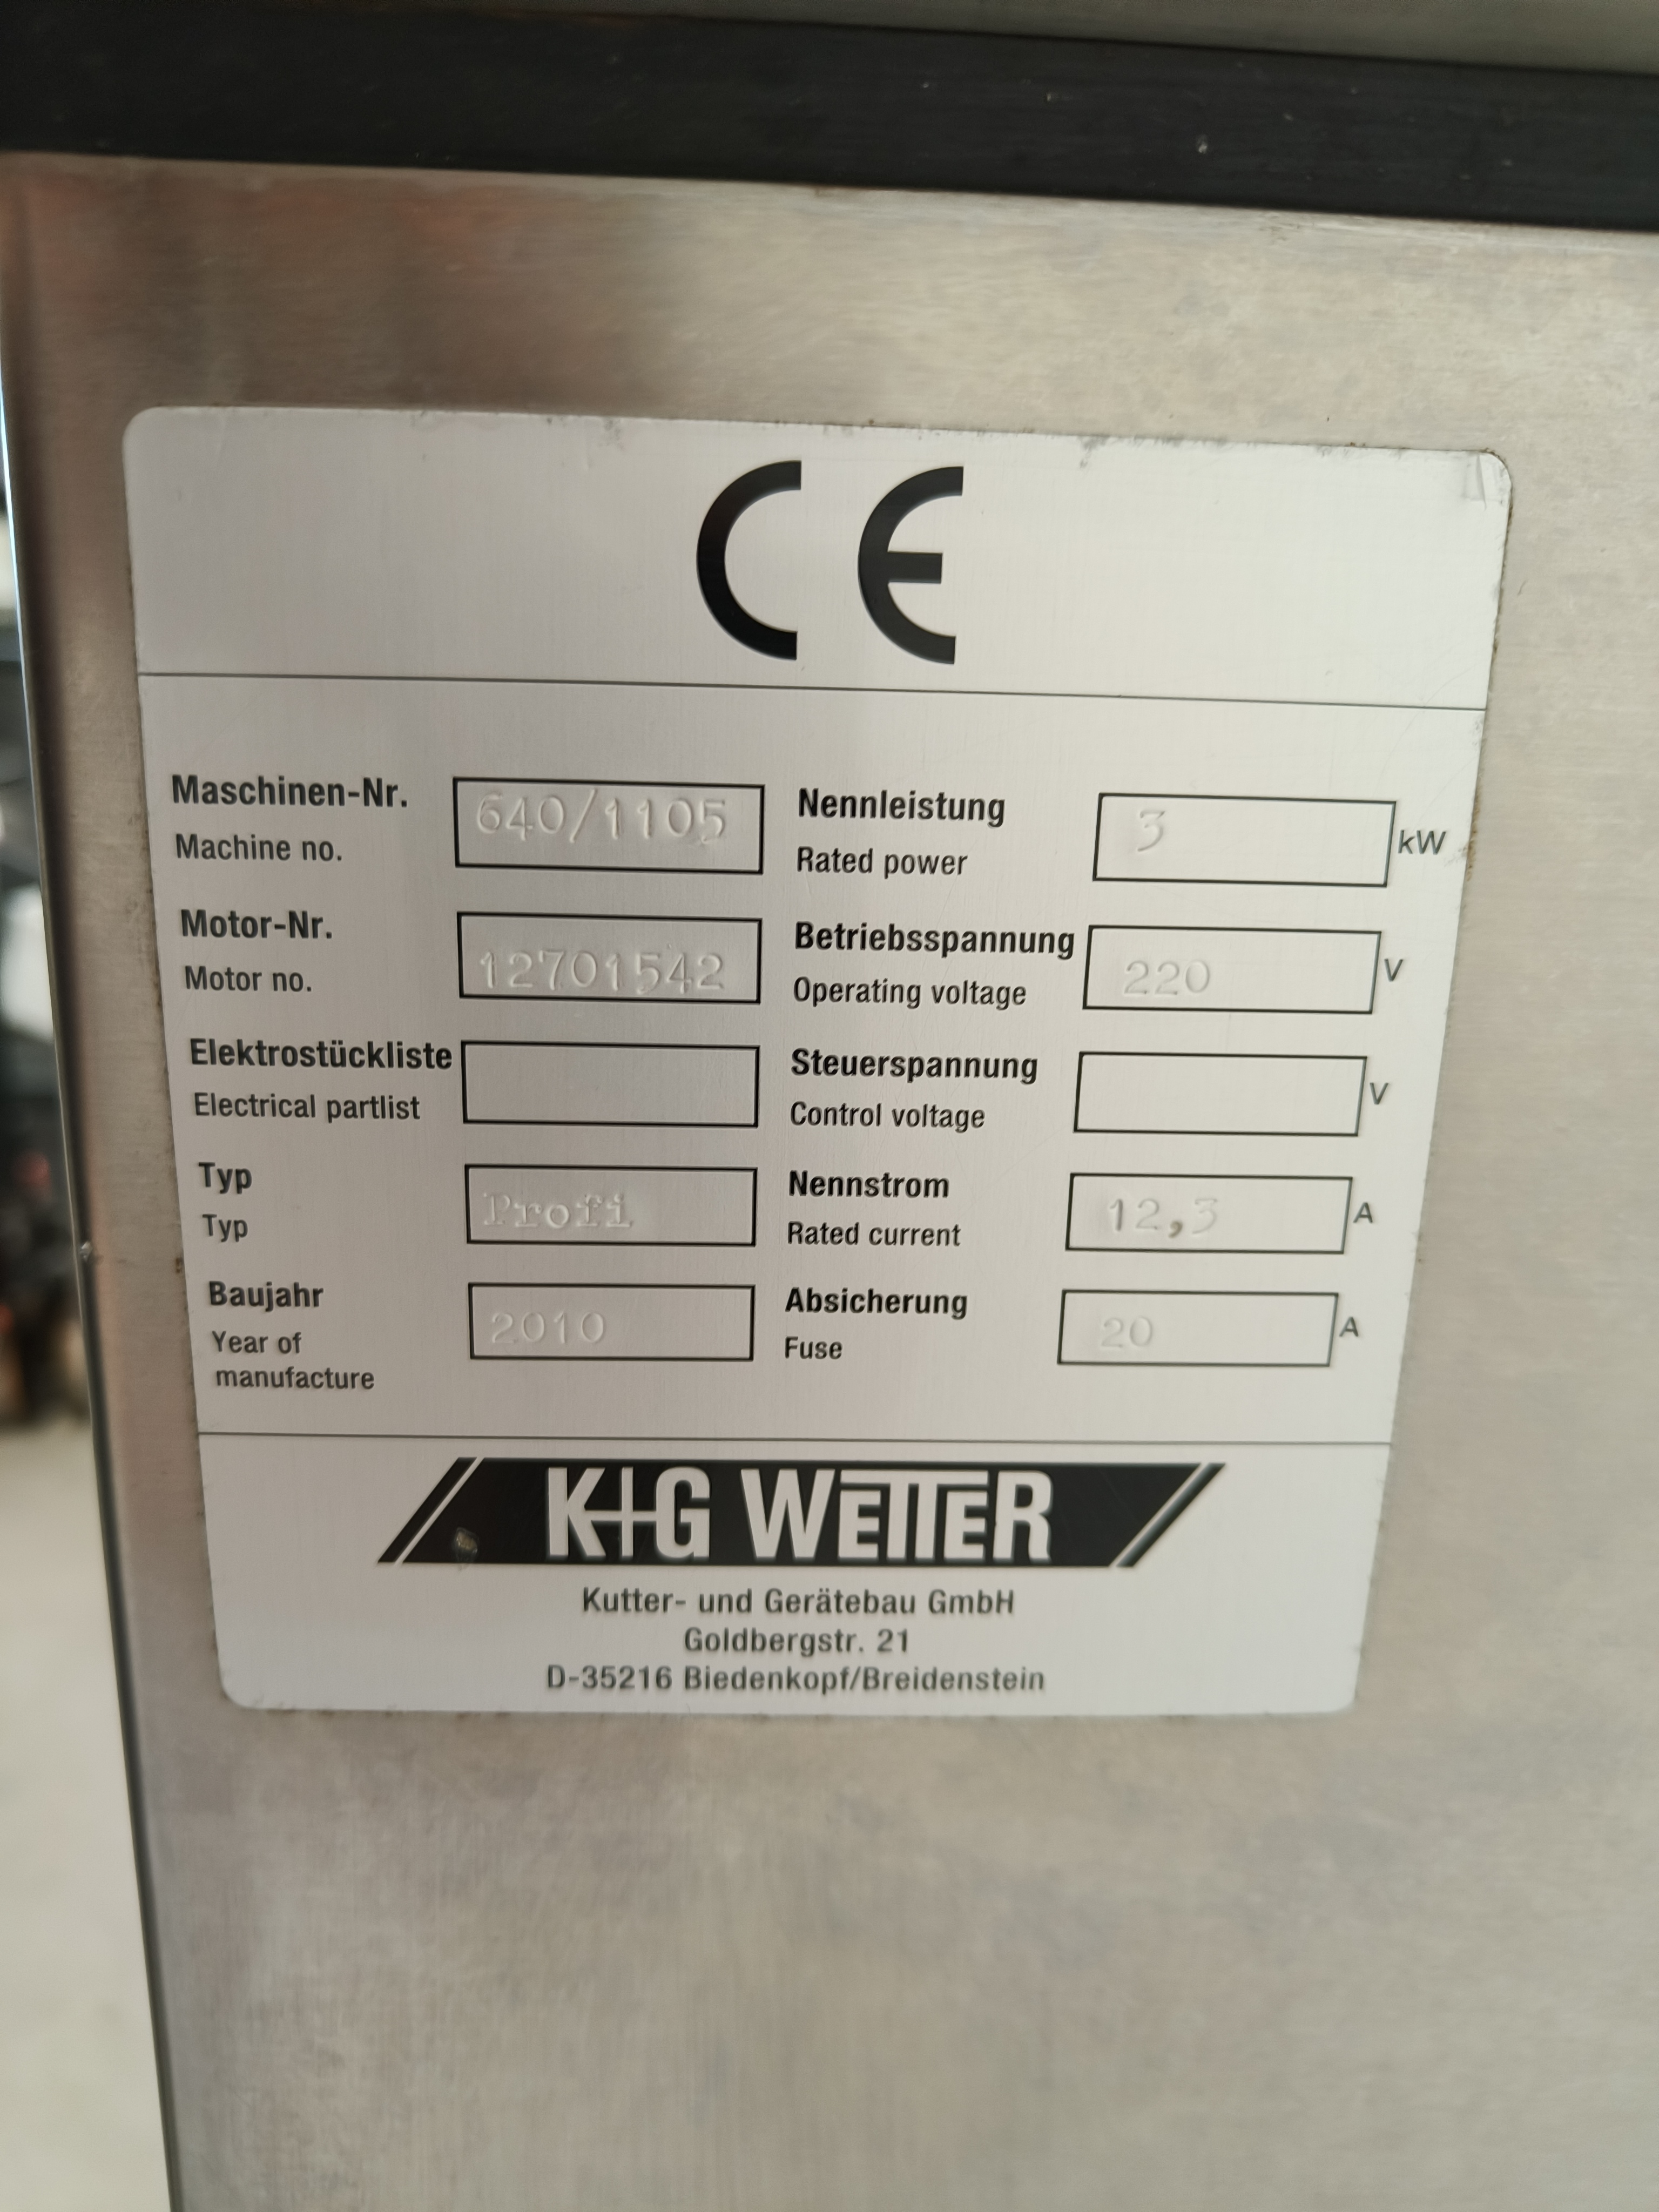 CE
Maschinen-Nr. 640/1105 Nennleistung 3 kW
Machine no. Rated power
Motor-Nr. 12701542 Betriebsspannung 220 V
Motor no. Operating voltage
Elektrostückliste Steuerspannung V
Electrical partlist Control voltage
Typ Profi Nennstrom 12,3 A
Typ Rated current
Baujahr 2010 Absicherung 20 A
Year of Fuse
manufacture
K+G WETTER
Kutter- und Gerätebau GmbH
Goldbergstr. 21
D-35216 Biedenkopf/Breidenstein